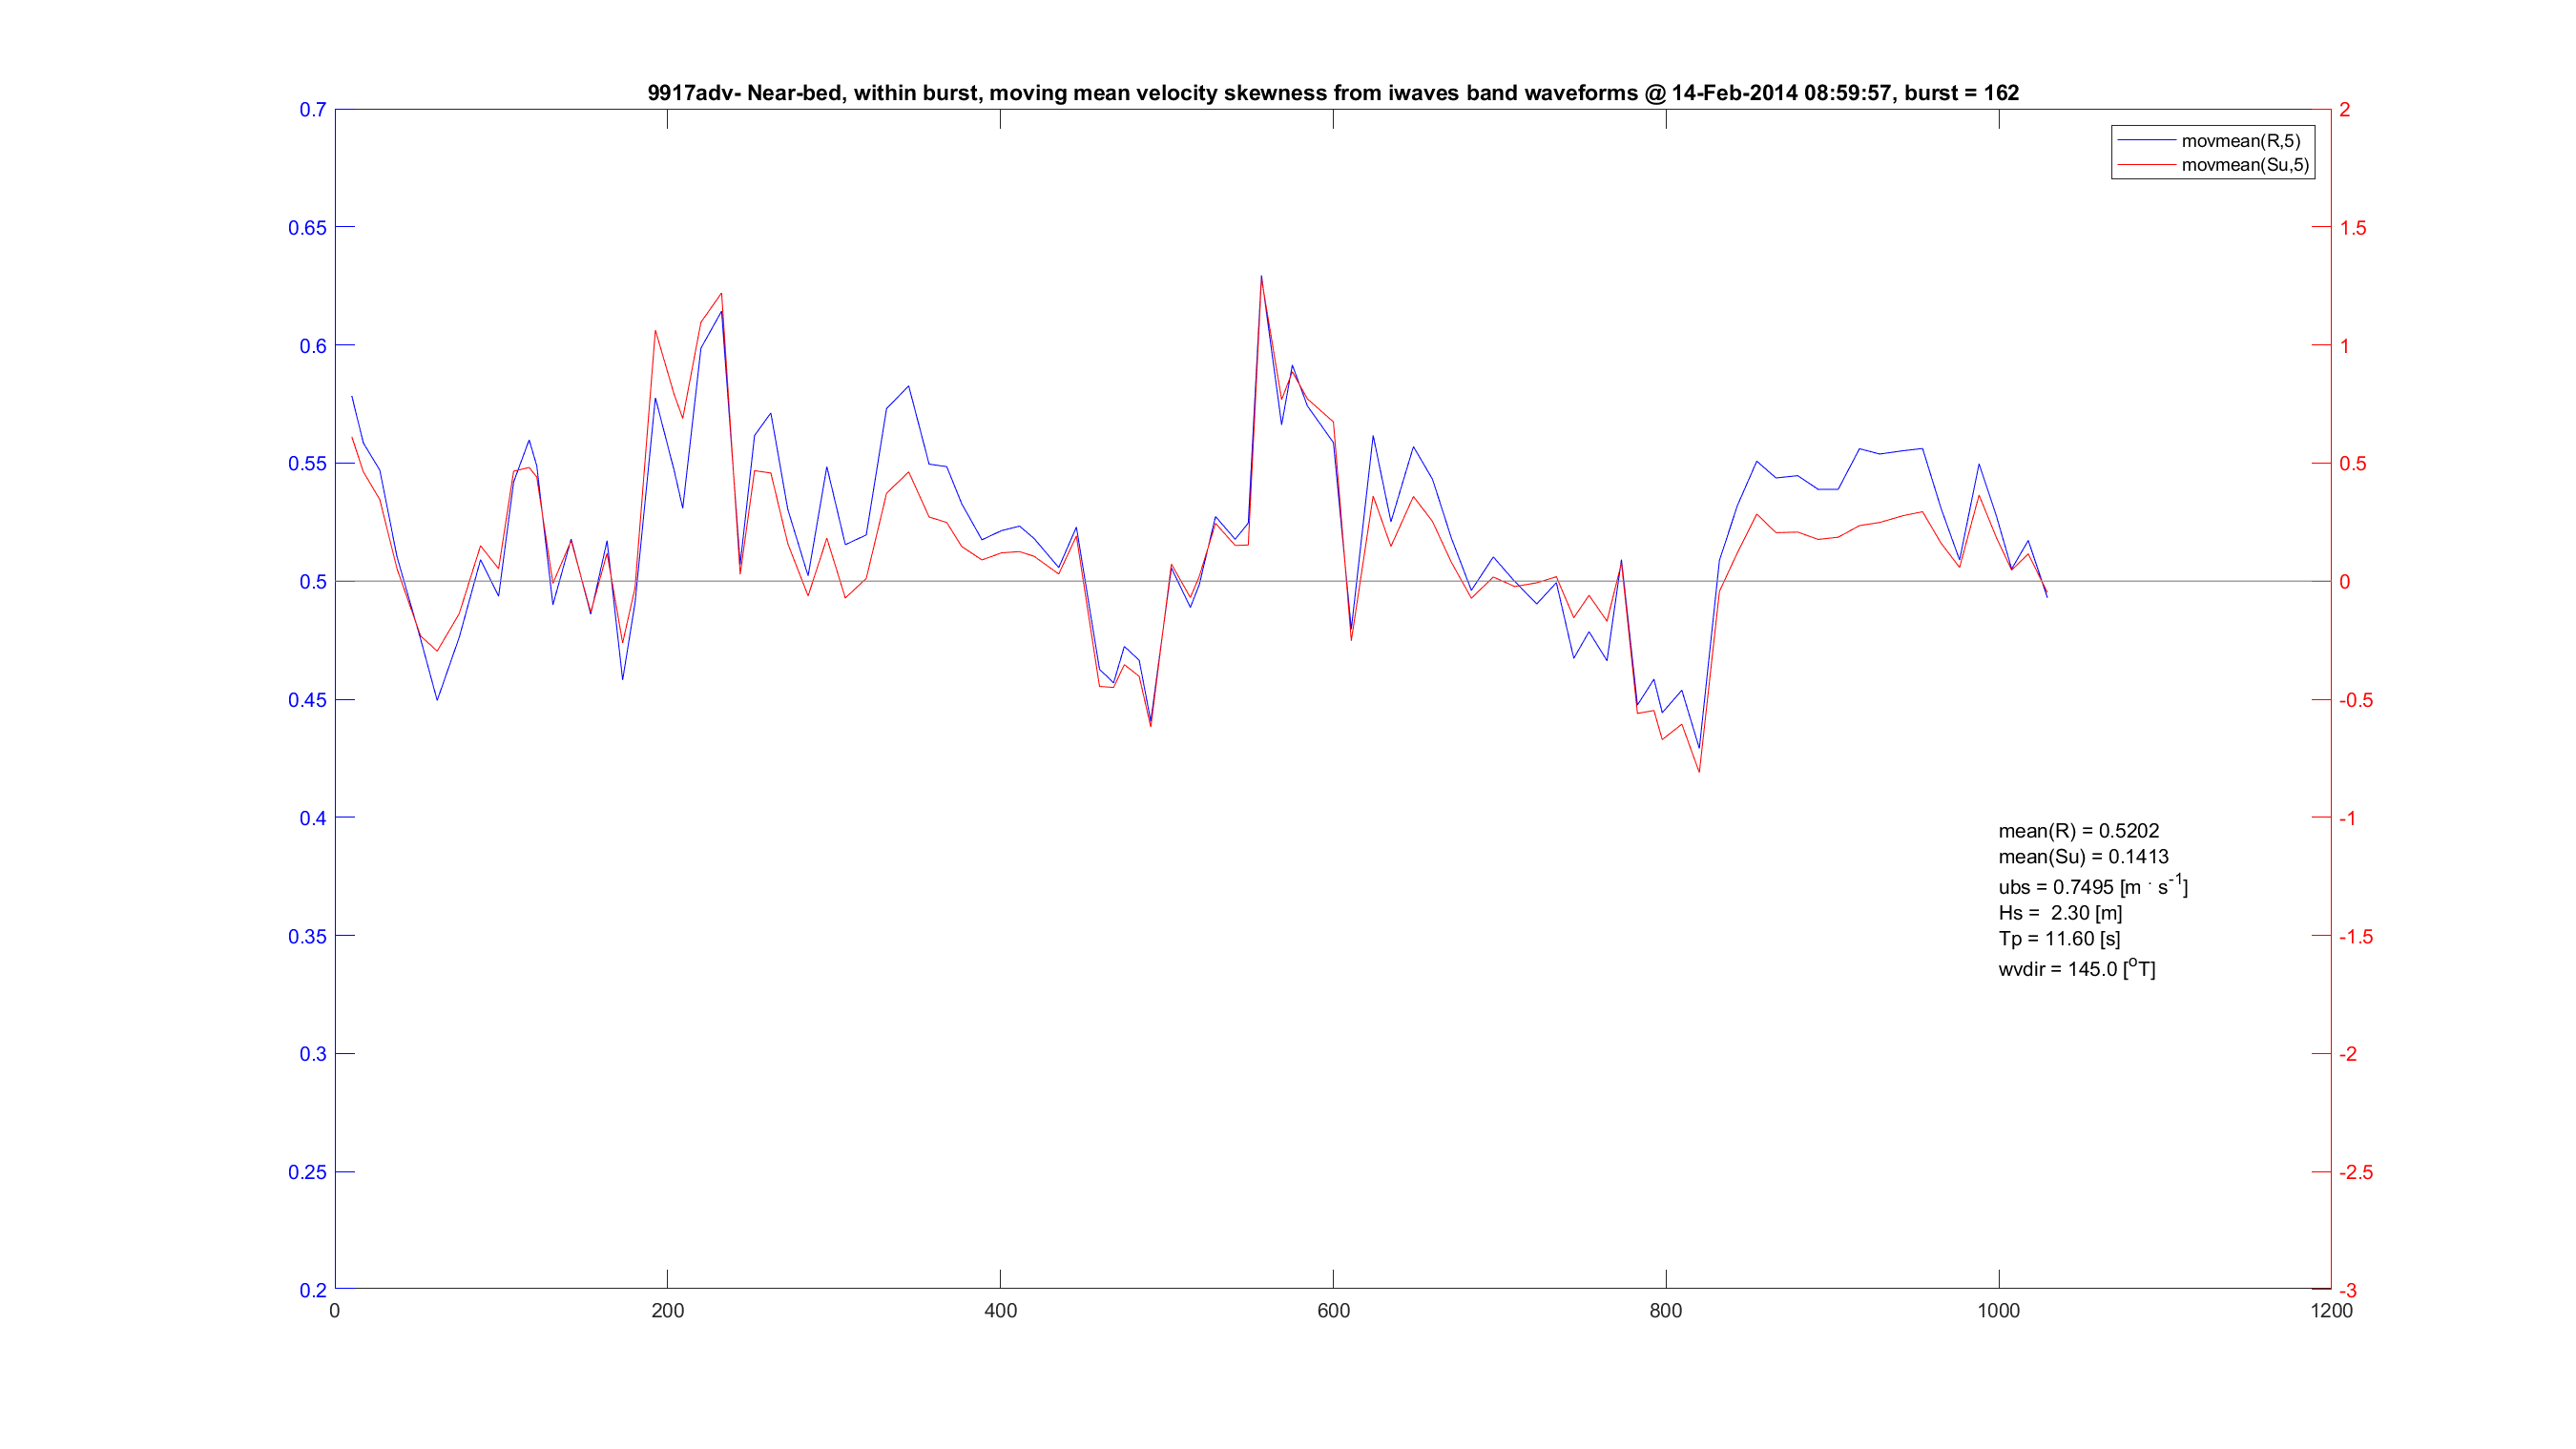 9917adv- Near-bed, within burst, moving mean velocity skewness from iwaves band waveforms @ 14-Feb-2014 08:59:57, burst = 162
0.7
0.65
0.6
0.55
0.5
0.45
0.4
0.35
0.3
0.25
0.2
2
1.5
1
0.5
0
-0.5
-1
-1.5
-2
-2.5
-3
movmean(R,5)
movmean(Su,5)
mean(R) = 0.5202
mean(Su) = 0.1413
ubs = 0.7495 [m · s⁻¹]
Hs =  2.30 [m]
Tp = 11.60 [s]
wvdir = 145.0 [°T]
0 200 400 600 800 1000 1200